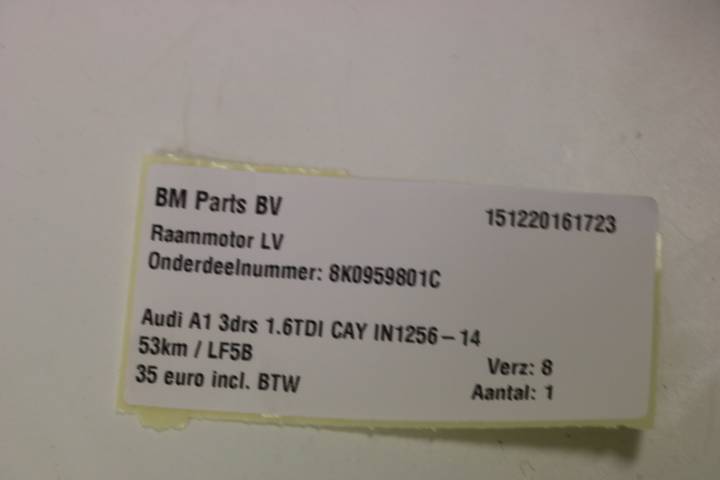 BM Parts BV 151220161723
Raammotor LV
Onderdeelnummer: 8K0959801C
Audi A1 3drs 1.6TDI CAY IN1256-14
53km / LF5B Verz: 8
35 euro incl. BTW Aantal: 1